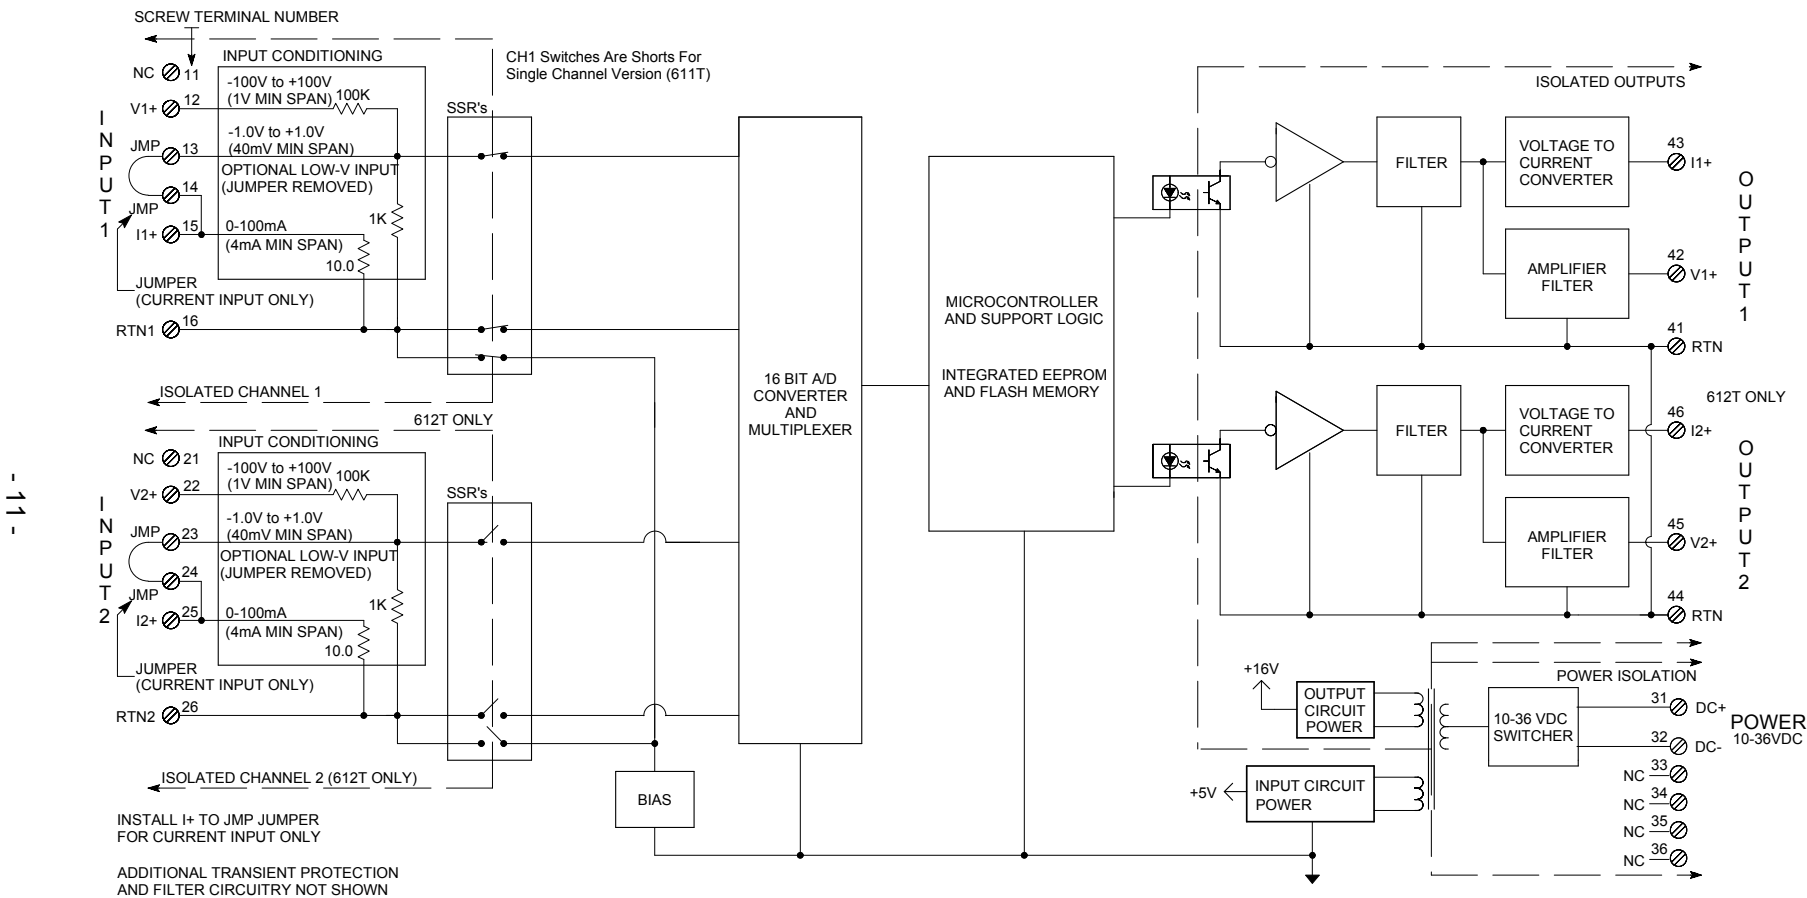 SCREW TERMINAL NUMBER
INPUT CONDITIONING
CH1 Switches Are Shorts For
Single Channel Version (611T)
NC 11
-100V to +100V
(1V MIN SPAN)
100K
V1+ 12
SSR's
-1.0V to +1.0V
(40mV MIN SPAN)
JMP 13
OPTIONAL LOW-V INPUT
(JUMPER REMOVED)
14
JMP
1K
I1+ 15
0-100mA
(4mA MIN SPAN)
10.0
JUMPER
(CURRENT INPUT ONLY)
RTN1 16
INPUT 1
ISOLATED CHANNEL 1
612T ONLY
INPUT CONDITIONING
NC 21
-100V to +100V
(1V MIN SPAN)
100K
V2+ 22
SSR's
-1.0V to +1.0V
(40mV MIN SPAN)
JMP 23
OPTIONAL LOW-V INPUT
(JUMPER REMOVED)
24
JMP
1K
I2+ 25
0-100mA
(4mA MIN SPAN)
10.0
JUMPER
(CURRENT INPUT ONLY)
RTN2 26
INPUT 2
ISOLATED CHANNEL 2 (612T ONLY)
INSTALL I+ TO JMP JUMPER
FOR CURRENT INPUT ONLY
ADDITIONAL TRANSIENT PROTECTION
AND FILTER CIRCUITRY NOT SHOWN
- 11 -
BIAS
16 BIT A/D
CONVERTER
AND
MULTIPLEXER
MICROCONTROLLER
AND SUPPORT LOGIC
INTEGRATED EEPROM
AND FLASH MEMORY
ISOLATED OUTPUTS
FILTER
VOLTAGE TO
CURRENT
CONVERTER
43
I1+
AMPLIFIER
FILTER
42
V1+
41
RTN
OUTPUT 1
612T ONLY
FILTER
VOLTAGE TO
CURRENT
CONVERTER
46
I2+
AMPLIFIER
FILTER
45
V2+
44
RTN
OUTPUT 2
POWER ISOLATION
+16V
OUTPUT
CIRCUIT
POWER
+5V
INPUT CIRCUIT
POWER
10-36 VDC
SWITCHER
31
DC+
32
DC-
POWER
10-36VDC
NC 33
NC 34
NC 35
NC 36